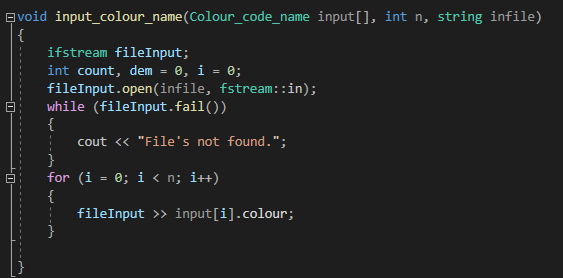 void input_colour_name(Colour_code_name input[], int n, string infile)
{
ifstream fileInput;
int count, dem = 0, i = 0;
fileInput.open(infile, fstream::in);
while (fileInput.fail())
{
cout << "File's not found.";
}
for (i = 0; i < n; i++)
{
fileInput >> input[i].colour;
}
}